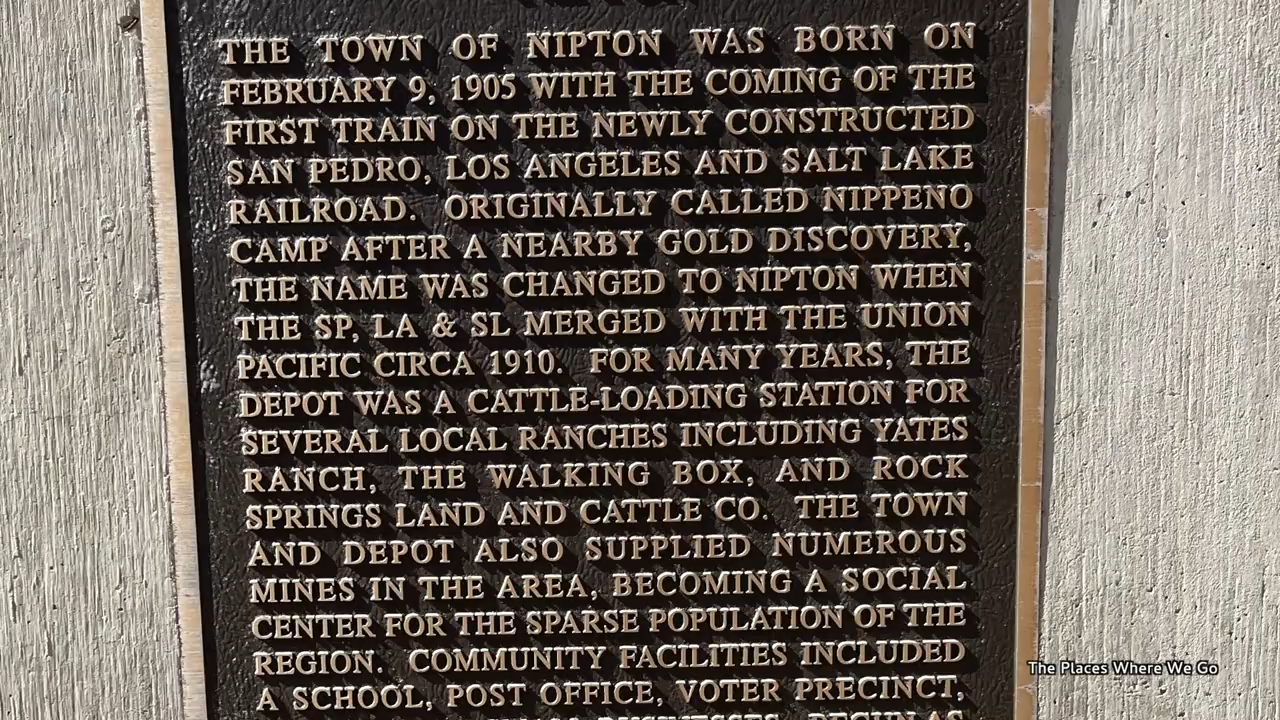 THE TOWN OF NIPTON WAS BORN ON
FEBRUARY 9, 1905 WITH THE COMING OF THE
FIRST TRAIN ON THE NEWLY CONSTRUCTED
SAN PEDRO, LOS ANGELES AND SALT LAKE
RAILROAD. ORIGINALLY CALLED NIPPENO
CAMP AFTER A NEARBY GOLD DISCOVERY,
THE NAME WAS CHANGED TO NIPTON WHEN
THE SP, LA & SL MERGED WITH THE UNION
PACIFIC CIRCA 1910. FOR MANY YEARS, THE
DEPOT WAS A CATTLE-LOADING STATION FOR
SEVERAL LOCAL RANCHES INCLUDING YATES
RANCH, THE WALKING BOX, AND ROCK
SPRINGS LAND AND CATTLE CO. THE TOWN
AND DEPOT ALSO SUPPLIED NUMEROUS
MINES IN THE AREA, BECOMING A SOCIAL
CENTER FOR THE SPARSE POPULATION OF THE
REGION. COMMUNITY FACILITIES INCLUDED
A SCHOOL, POST OFFICE, VOTER PRECINCT,
The Places Where We Go